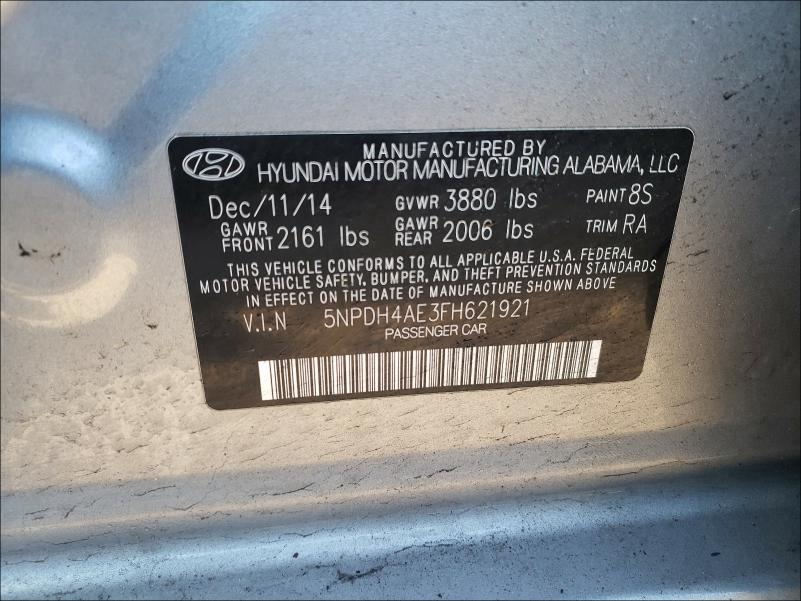 MANUFACTURED BY
HYUNDAI MOTOR MANUFACTURING ALABAMA, LLC
Dec/11/14 GVWR 3880 lbs PAINT 8S
GAWR FRONT 2161 lbs GAWR REAR 2006 lbs TRIM RA
THIS VEHICLE CONFORMS TO ALL APPLICABLE U.S.A. FEDERAL
MOTOR VEHICLE SAFETY, BUMPER, AND THEFT PREVENTION STANDARDS
IN EFFECT ON THE DATE OF MANUFACTURE SHOWN ABOVE
V.I.N 5NPDH4AE3FH621921
PASSENGER CAR